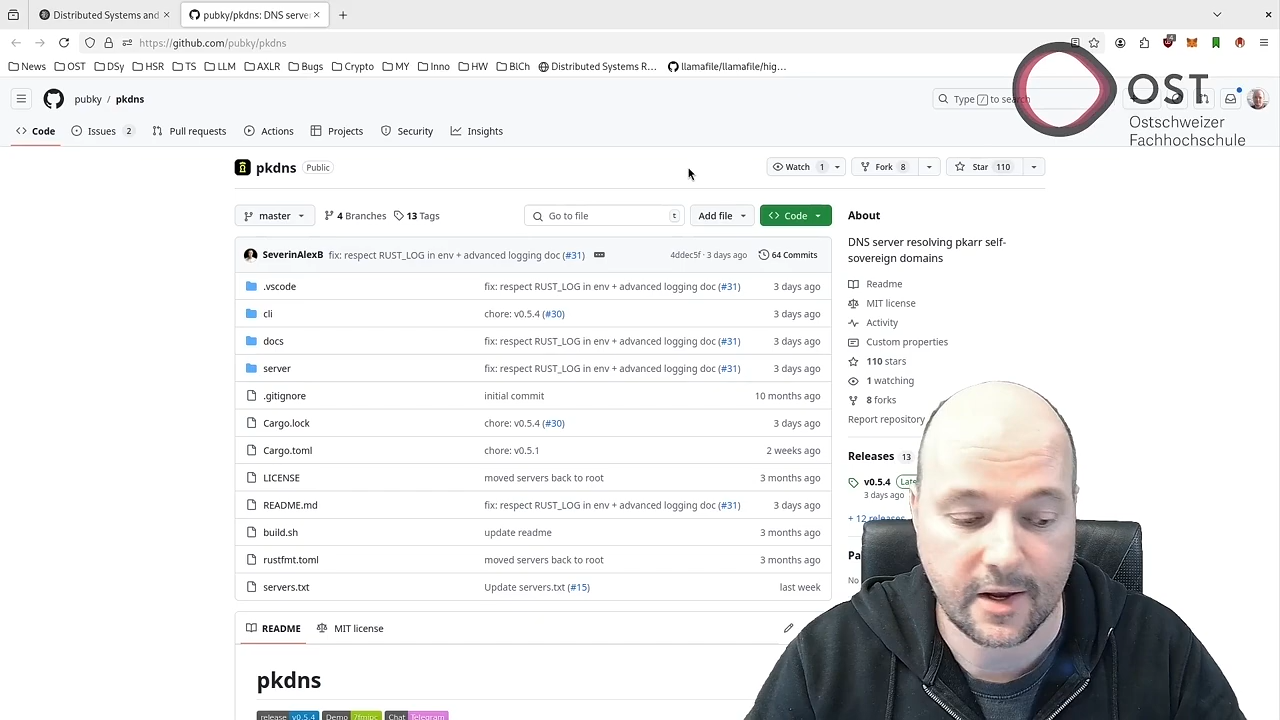 Distributed Systems and
pubky/pkdns: DNS serve
https://github.com/pubky/pkdns
News OST DSy HSR TS LLM AXLR Bugs Crypto MY Inno HW BlCh Distributed Systems R… llamafile/llamafile/hig…
pubky / pkdns
Type / to search
OST
Ostschweizer
Fachhochschule
Code Issues 2 Pull requests Actions Projects Security Insights
pkdns Public
Watch 1 Fork 8 Star 110
master 4 Branches 13 Tags Go to file t Add file Code
SeverinAlexB fix: respect RUST_LOG in env + advanced logging doc (#31) 4ddec5f · 3 days ago 64 Commits
.vscode fix: respect RUST_LOG in env + advanced logging doc (#31) 3 days ago
cli chore: v0.5.4 (#30) 3 days ago
docs fix: respect RUST_LOG in env + advanced logging doc (#31) 3 days ago
server fix: respect RUST_LOG in env + advanced logging doc (#31) 3 days ago
.gitignore initial commit 10 months ago
Cargo.lock chore: v0.5.4 (#30) 3 days ago
Cargo.toml chore: v0.5.1 2 weeks ago
LICENSE moved servers back to root 3 months ago
README.md fix: respect RUST_LOG in env + advanced logging doc (#31) 3 days ago
build.sh update readme 3 months ago
rustfmt.toml moved servers back to root 3 months ago
servers.txt Update servers.txt (#15) last week
README MIT license
pkdns
release v0.5.4 Demo 7fmjpc Chat Telegram
About
DNS server resolving pkarr self-
sovereign domains
Readme
MIT license
Activity
Custom properties
110 stars
1 watching
8 forks
Report repository
Releases 13
v0.5.4 Late
3 days ago
+ 12 releases
Pa
No